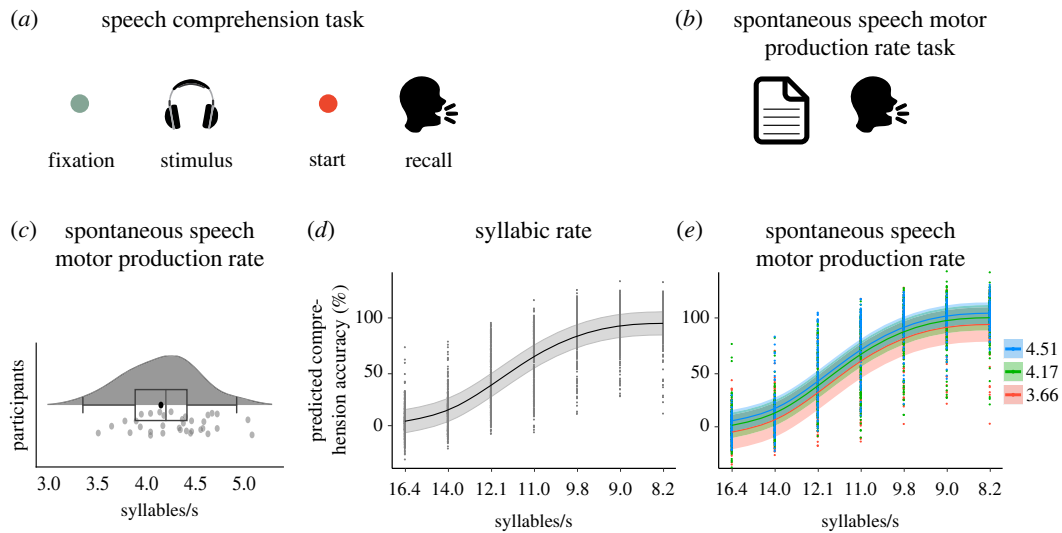 (a) speech comprehension task
fixation
stimulus
start
recall
(b) spontaneous speech motor
production rate task
(c) spontaneous speech
motor production rate
participants
3.0 3.5 4.0 4.5 5.0
syllables/s
(d) syllabic rate
predicted compre-
hension accuracy (%)
100
50
0
16.4 14.0 12.1 11.0 9.8 9.0 8.2
syllables/s
(e) spontaneous speech
motor production rate
100
50
0
16.4 14.0 12.1 11.0 9.8 9.0 8.2
syllables/s
4.51
4.17
3.66